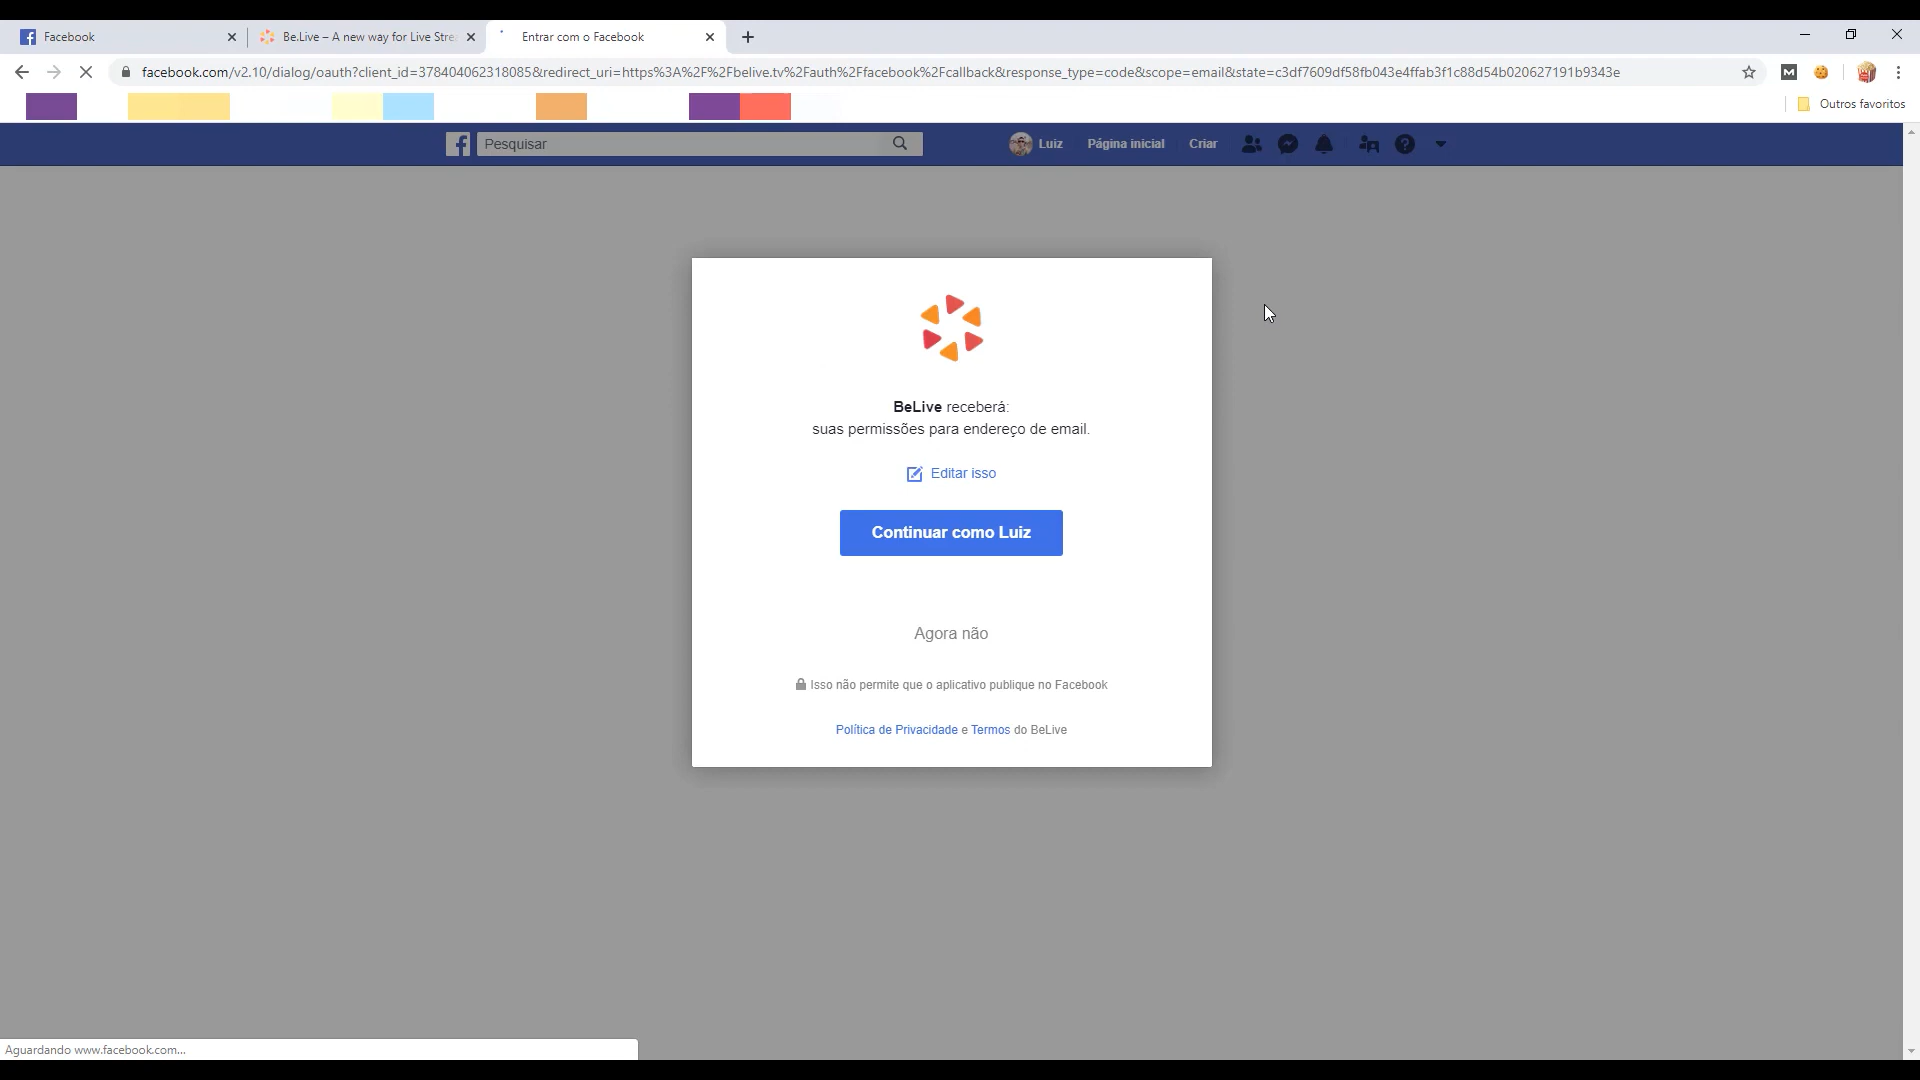 Facebook
Be.Live – A new way for Live Stre
Entrar com o Facebook
facebook.com/v2.10/dialog/oauth?client_id=378404062318085&redirect_uri=https%3A%2F%2Fbelive.tv%2Fauth%2Ffacebook%2Fcallback&response_type=code&scope=email&state=c3df7609df58fb043e4ffab3f1c88d54b020627191b9343e
Outros favoritos
Pesquisar
Luiz
Página inicial
Criar
BeLive receberá:
suas permissões para endereço de email.
Editar isso
Continuar como Luiz
Agora não
Isso não permite que o aplicativo publique no Facebook
Política de Privacidade e Termos do BeLive
Aguardando www.facebook.com...